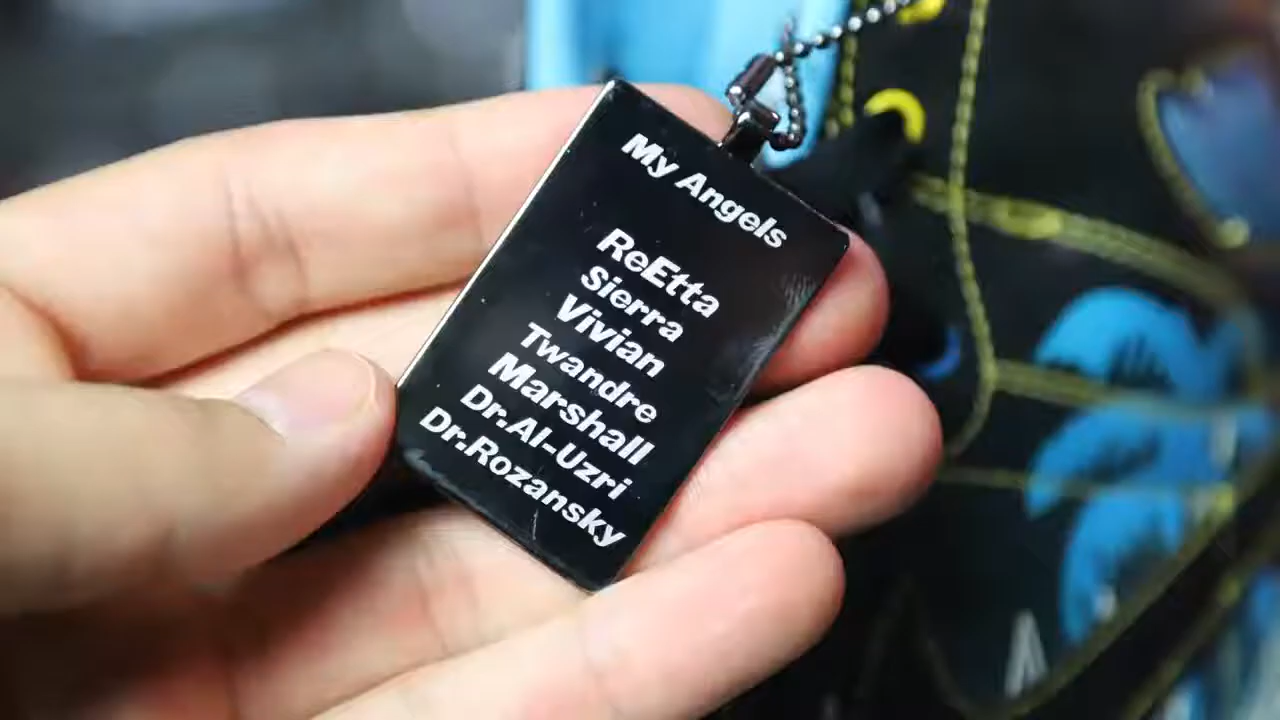 My Angels
ReEtta
Sierra
Vivian
Twandre
Marshall
Dr.Al-Uzri
Dr.Rozansky